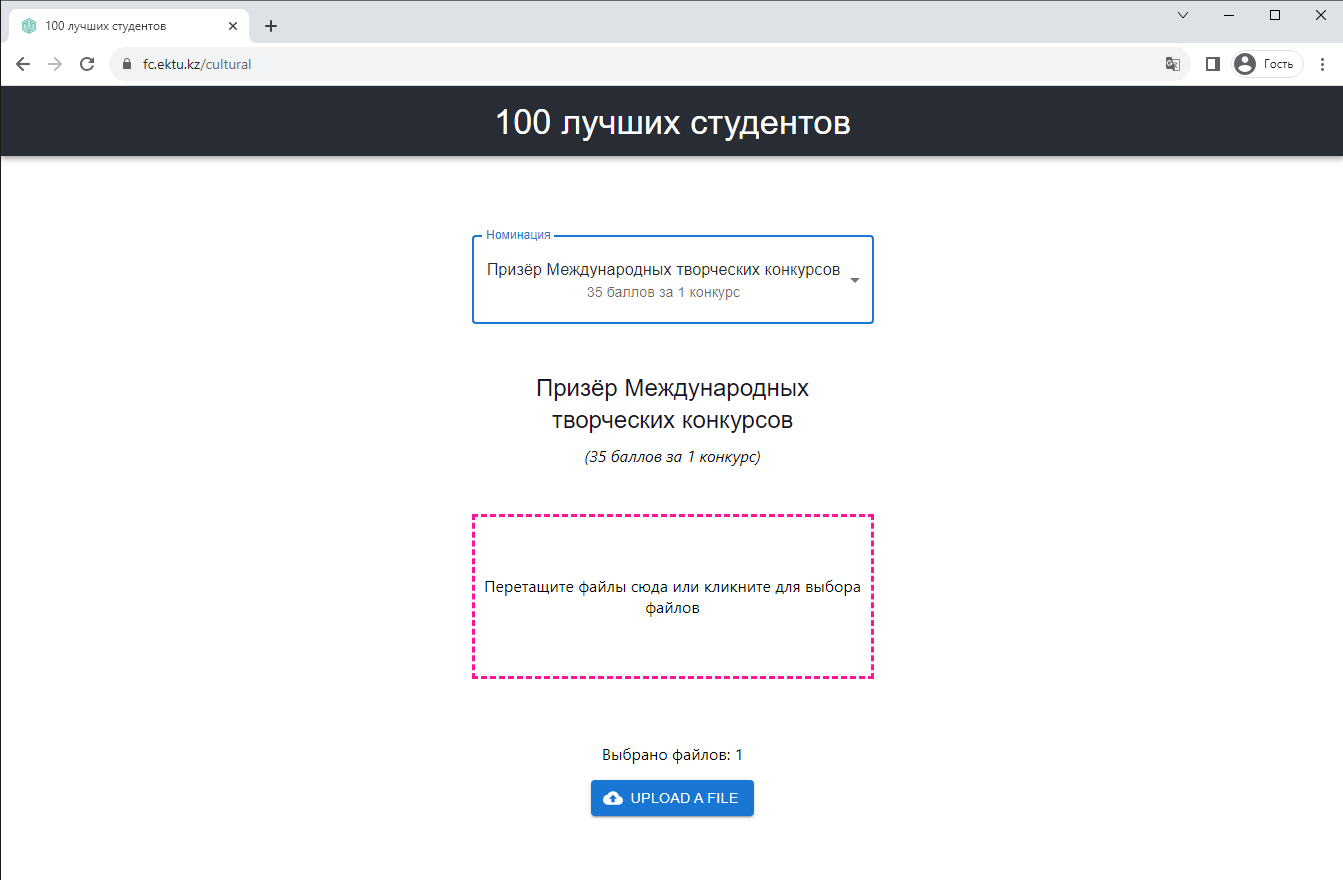 100 лучших студентов
fc.ektu.kz/cultural
Гость
100 лучших студентов
Номинация
Призёр Международных творческих конкурсов
35 баллов за 1 конкурс
Призёр Международных
творческих конкурсов
(35 баллов за 1 конкурс)
Перетащите файлы сюда или кликните для выбора
файлов
Выбрано файлов: 1
UPLOAD A FILE